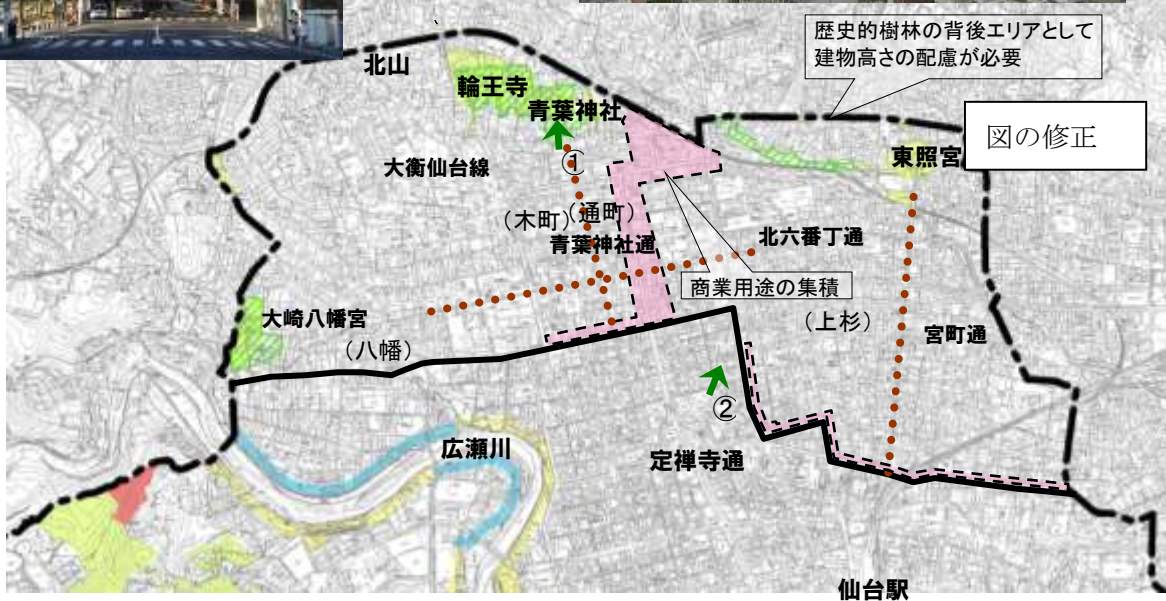 歴史的樹林の背後エリアとして
建物高さの配慮が必要
北山
輪王寺
青葉神社
図の修正
①
東照宮
大衡仙台線
(木町)
(通町)
青葉神社通
北六番丁通
商業用途の集積
大崎八幡宮
(八幡)
(上杉)
宮町通
②
広瀬川
定禅寺通
仙台駅